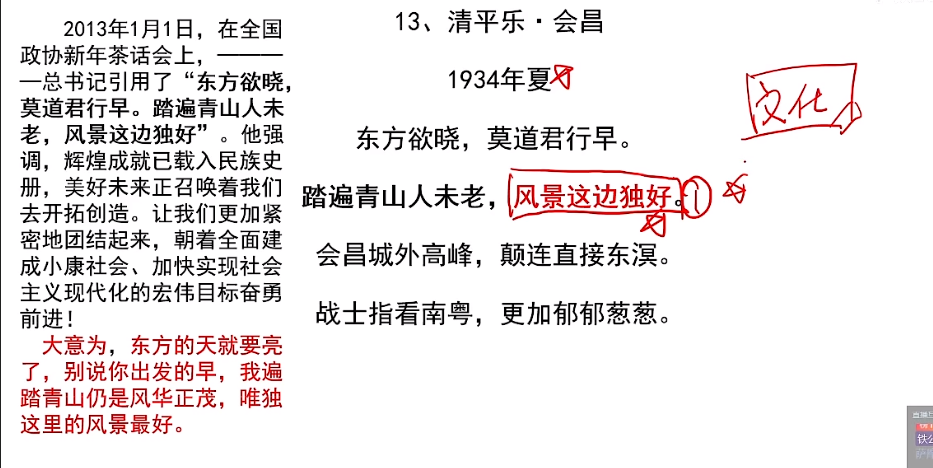 2013年1月1日，在全国
政协新年茶话会上，———
—总书记引用了“东方欲晓，
莫道君行早。踏遍青山人未
老，风景这边独好”。他强
调，辉煌成就已载入民族史
册，美好未来正召唤着我们
去开拓创造。让我们更加紧
密地团结起来，朝着全面建
成小康社会、加快实现社会
主义现代化的宏伟目标奋勇
前进！
大意为，东方的天就要亮
了，别说你出发的早，我遍
踏青山仍是风华正茂，唯独
这里的风景最好。
13、清平乐·会昌
1934年夏
东方欲晓，莫道君行早。
踏遍青山人未老，风景这边独好。①
会昌城外高峰，颠连直接东溟。
战士指看南粤，更加郁郁葱葱。
文化
直播
铁公